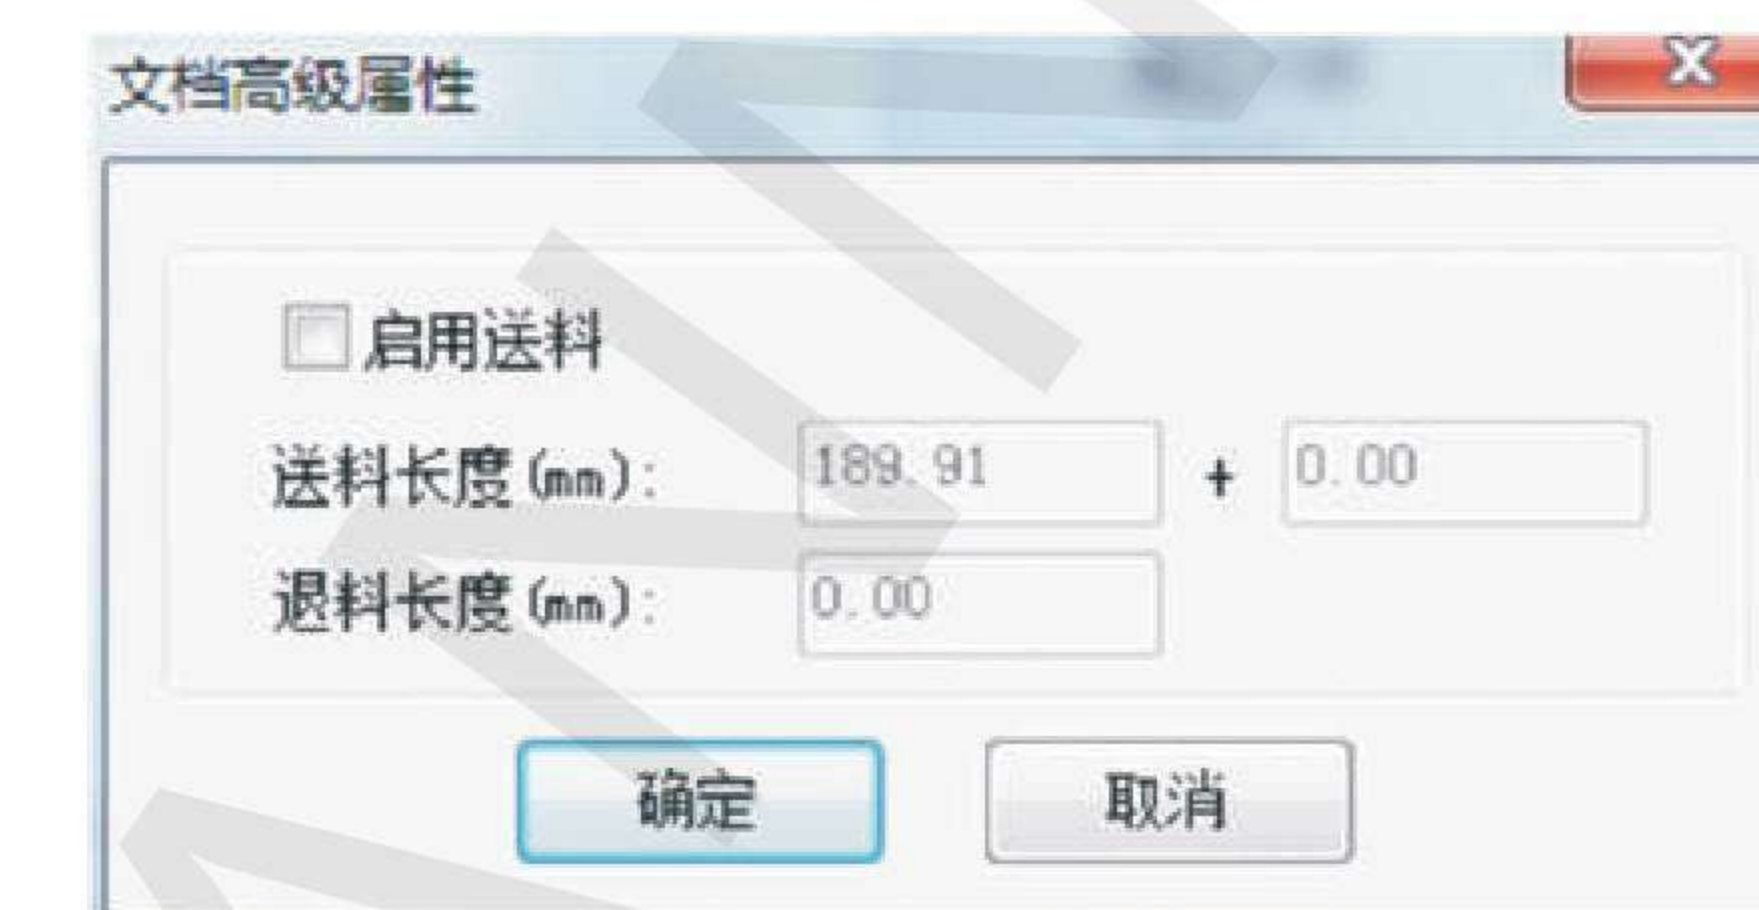 文档高级属性
启用送料
送料长度(mm): 189.91 + 0.00
退料长度(mm): 0.00
确定 取消